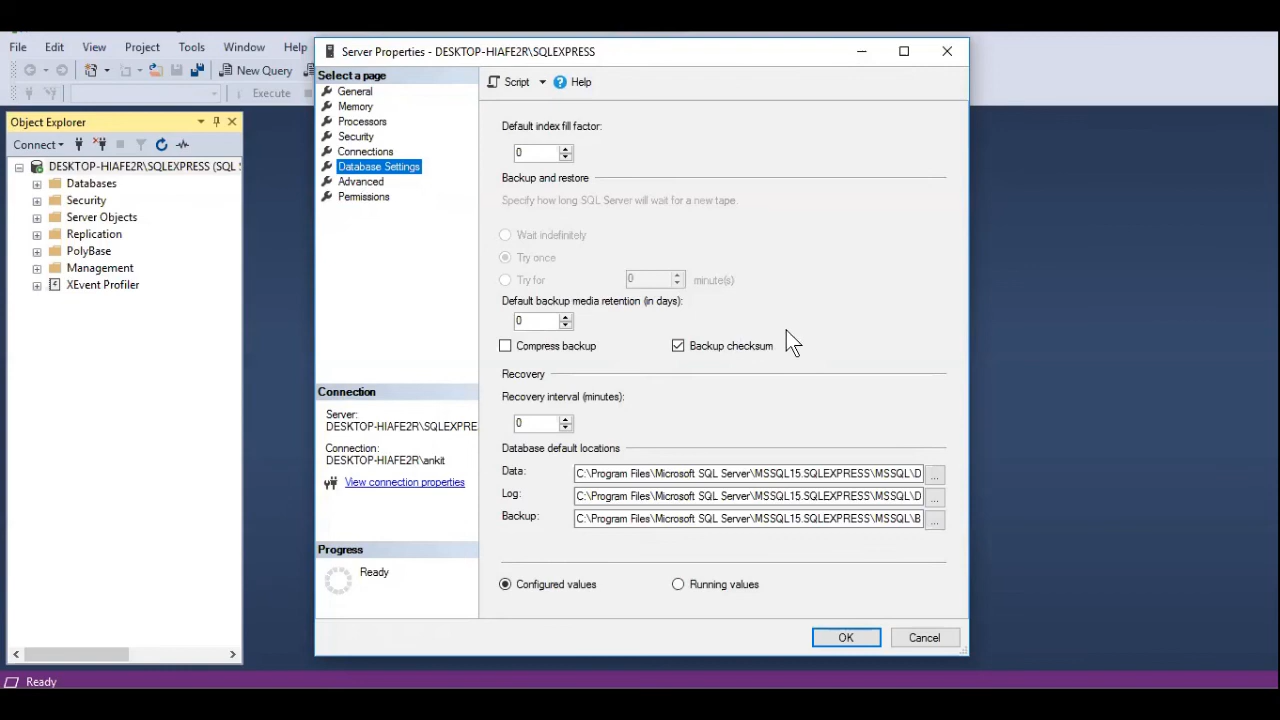 File Edit View Project Tools Window Help
New Query
Execute
Object Explorer
Connect
DESKTOP-HIAFE2R\SQLEXPRESS (SQL S
Databases
Security
Server Objects
Replication
PolyBase
Management
XEvent Profiler
Server Properties - DESKTOP-HIAFE2R\SQLEXPRESS
Select a page
General
Memory
Processors
Security
Connections
Database Settings
Advanced
Permissions
Connection
Server:
DESKTOP-HIAFE2R\SQLEXPRE
Connection:
DESKTOP-HIAFE2R\ankit
View connection properties
Progress
Ready
Script Help
Default index fill factor:
0
Backup and restore
Specify how long SQL Server will wait for a new tape.
Wait indefinitely
Try once
Try for 0 minute(s)
Default backup media retention (in days):
0
Compress backup Backup checksum
Recovery
Recovery interval (minutes):
0
Database default locations
Data: C:\Program Files\Microsoft SQL Server\MSSQL15.SQLEXPRESS\MSSQL\D ...
Log: C:\Program Files\Microsoft SQL Server\MSSQL15.SQLEXPRESS\MSSQL\D ...
Backup: C:\Program Files\Microsoft SQL Server\MSSQL15.SQLEXPRESS\MSSQL\B ...
Configured values Running values
OK Cancel
Ready